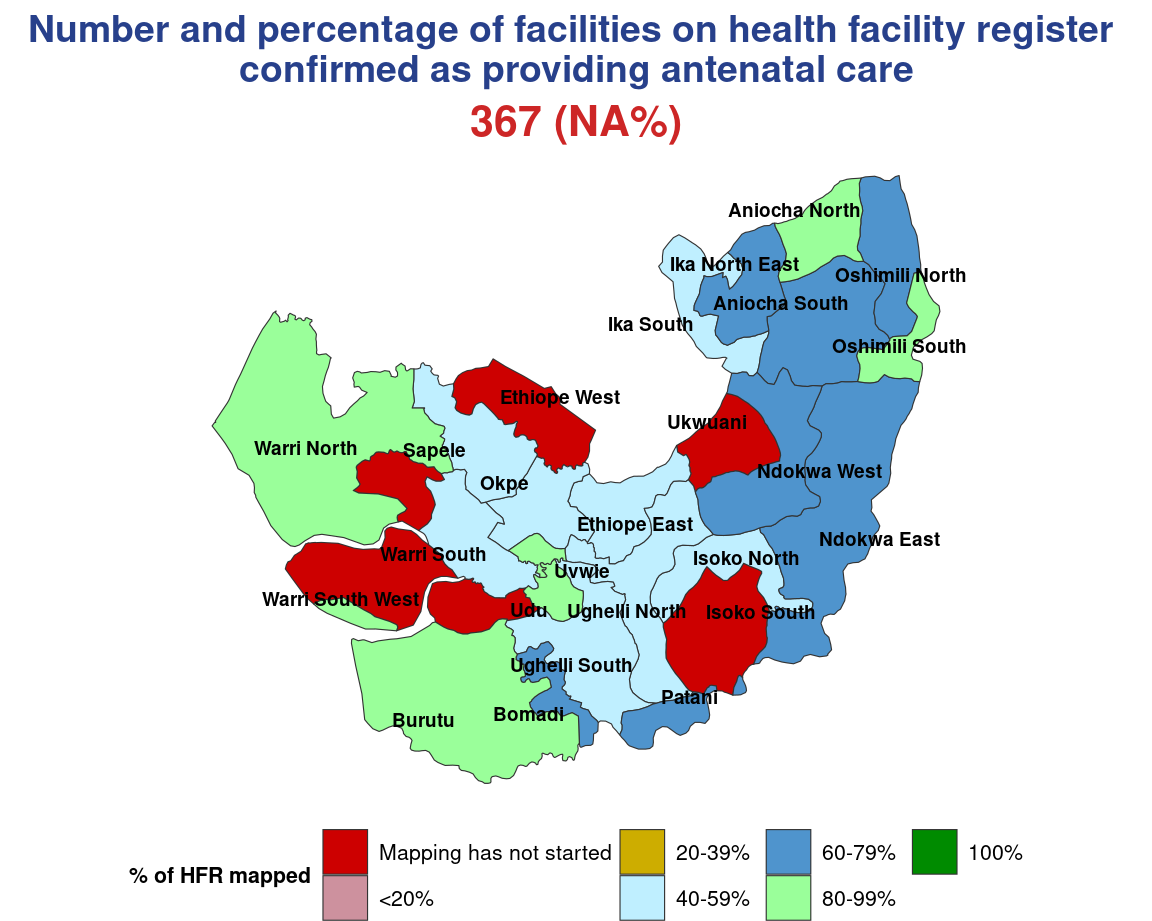 Number and percentage of facilities on health facility register
confirmed as providing antenatal care
367 (NA%)
Aniocha North
Ika North East
Oshimili North
Aniocha South
Ika South
Oshimili South
Ethiope West
Ukwuani
Warri North
Sapele
Ndokwa West
Okpe
Ethiope East
Ndokwa East
Warri South
Isoko North
Uvwie
Warri South West
Udu
Ughelli North
Isoko South
Ughelli South
Patani
Bomadi
Burutu
% of HFR mapped
Mapping has not started
<20%
20-39%
40-59%
60-79%
80-99%
100%